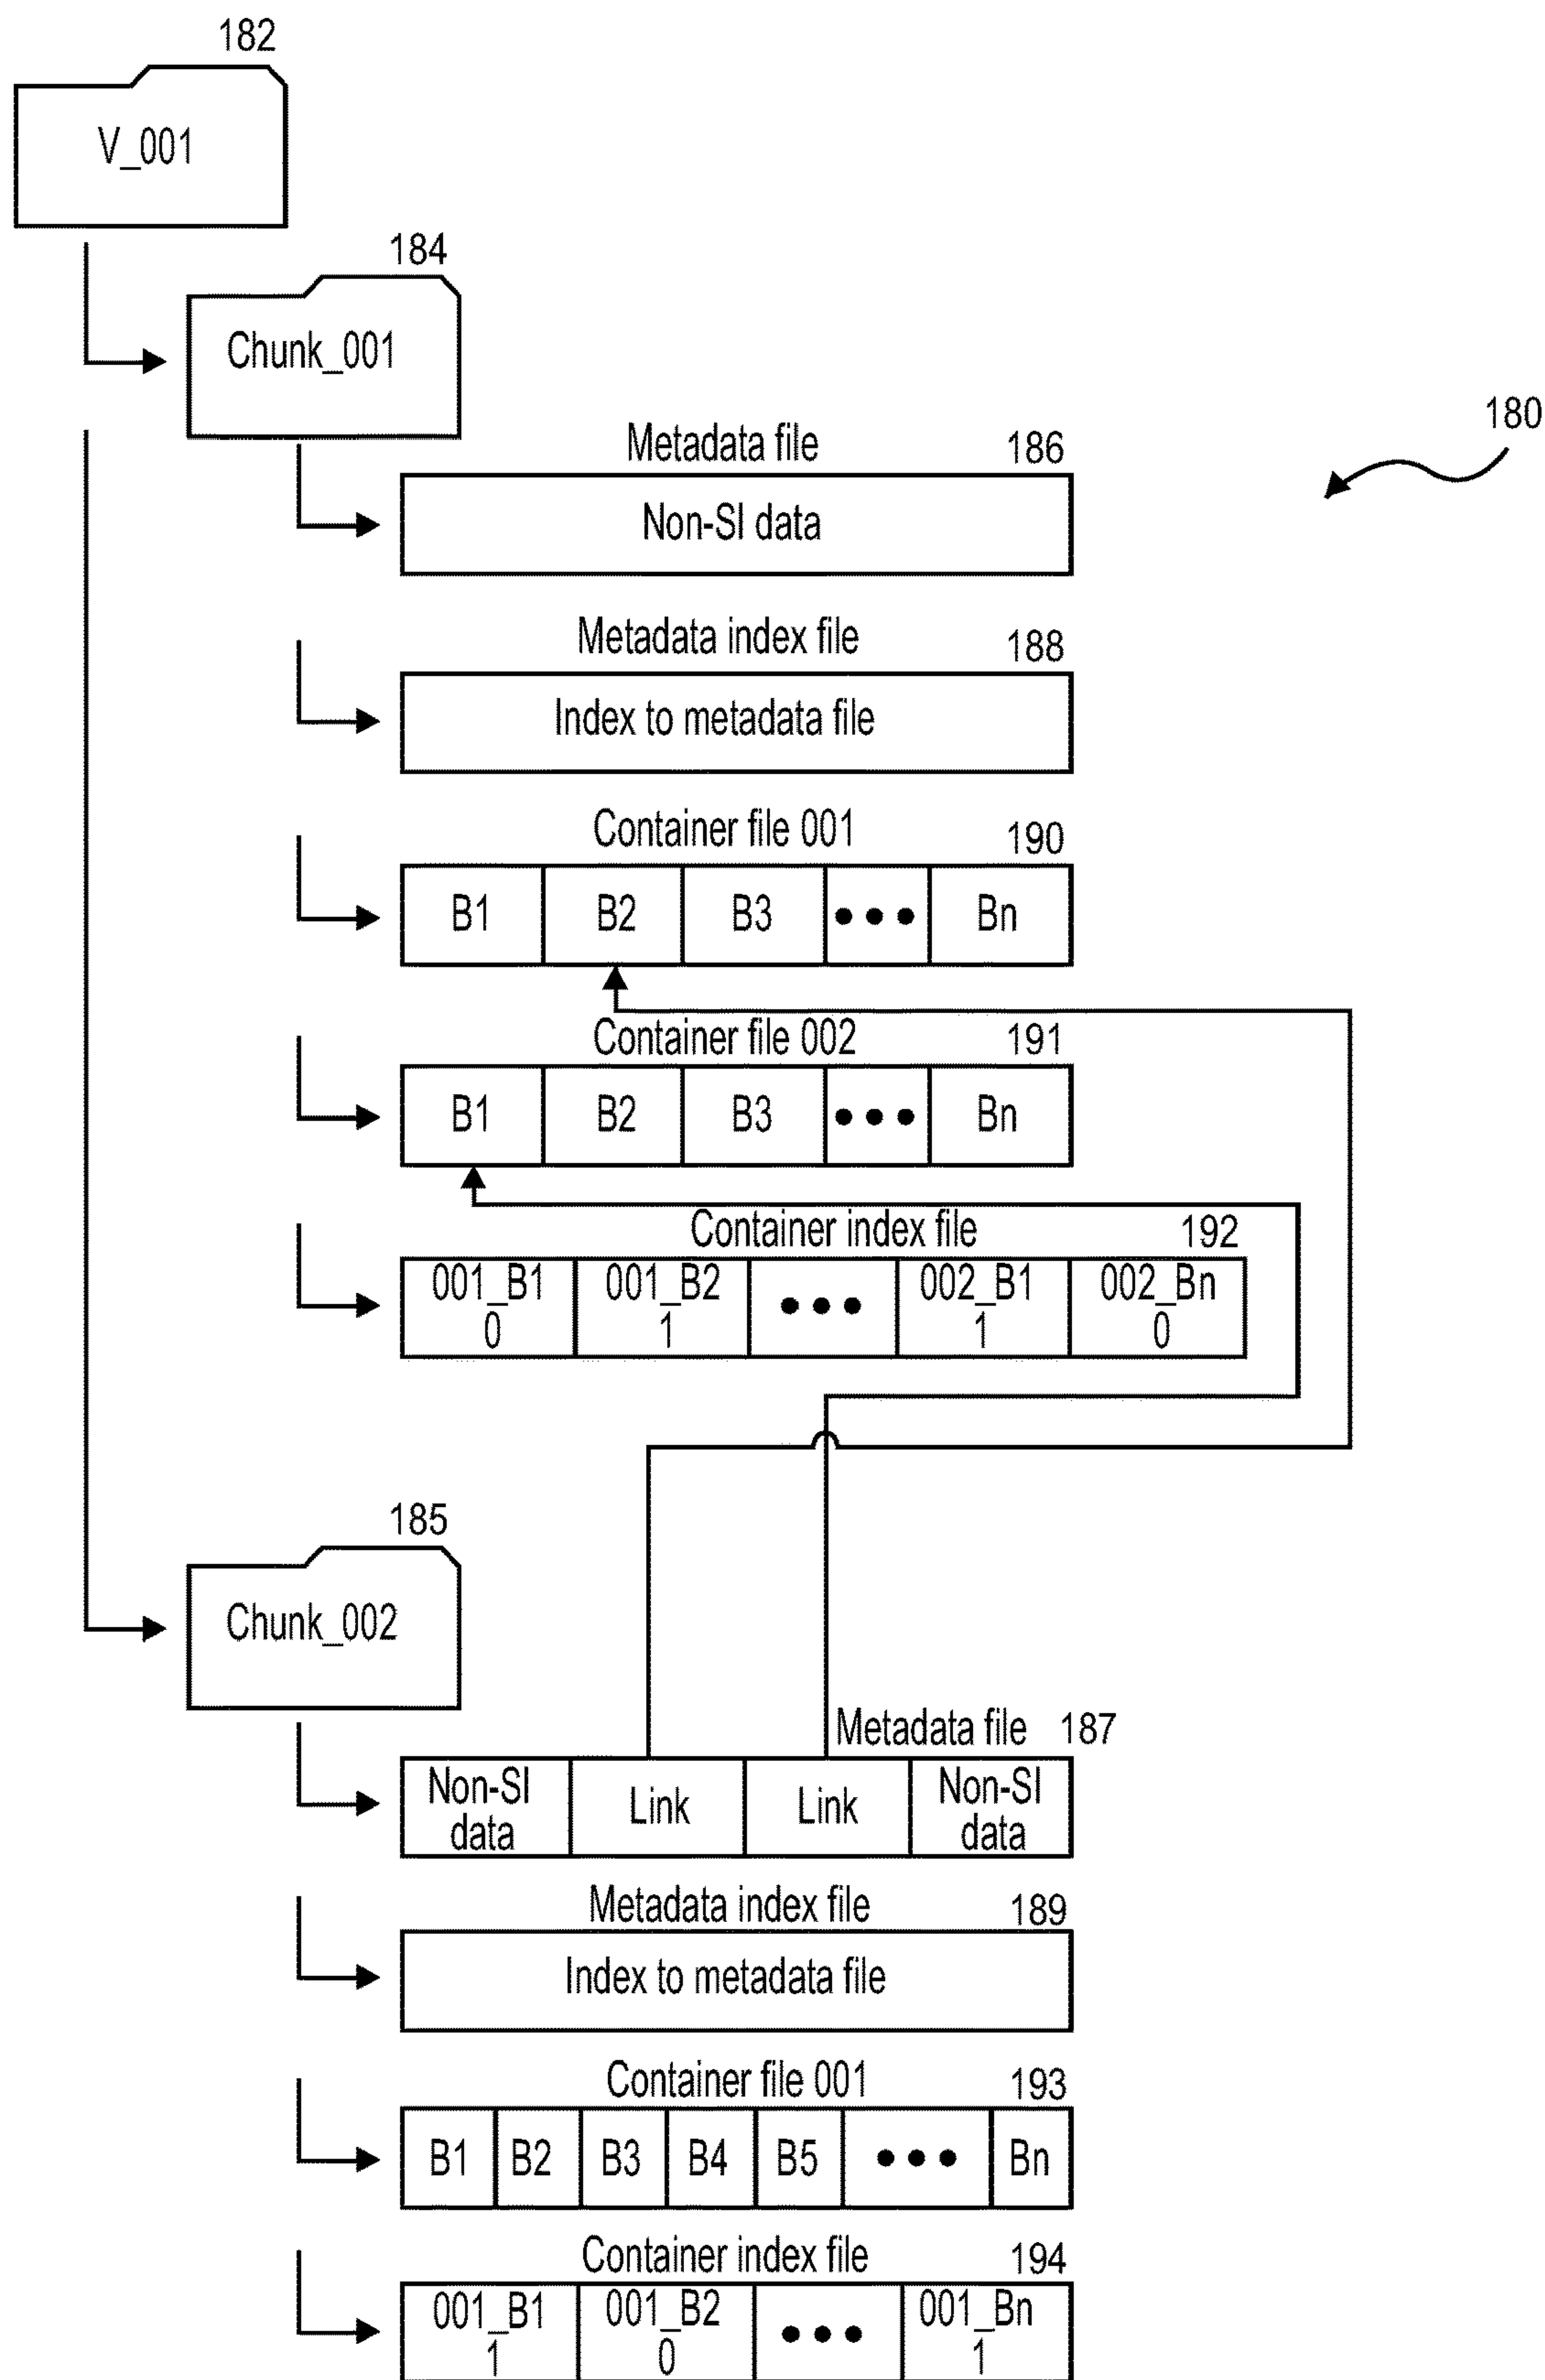 182
V_001
184
Chunk_001
180
Metadata file 186
Non-SI data
Metadata index file 188
Index to metadata file
Container file 001 190
B1 B2 B3 ••• Bn
Container file 002 191
B1 B2 B3 ••• Bn
Container index file 192
001_B1 001_B2 ••• 002_B1 002_Bn
0 1 1 0
185
Chunk_002
Metadata file 187
Non-SI data Link Link Non-SI data
Metadata index file 189
Index to metadata file
Container file 001 193
B1 B2 B3 B4 B5 ••• Bn
Container index file 194
001_B1 001_B2 ••• 001_Bn
1 0 1